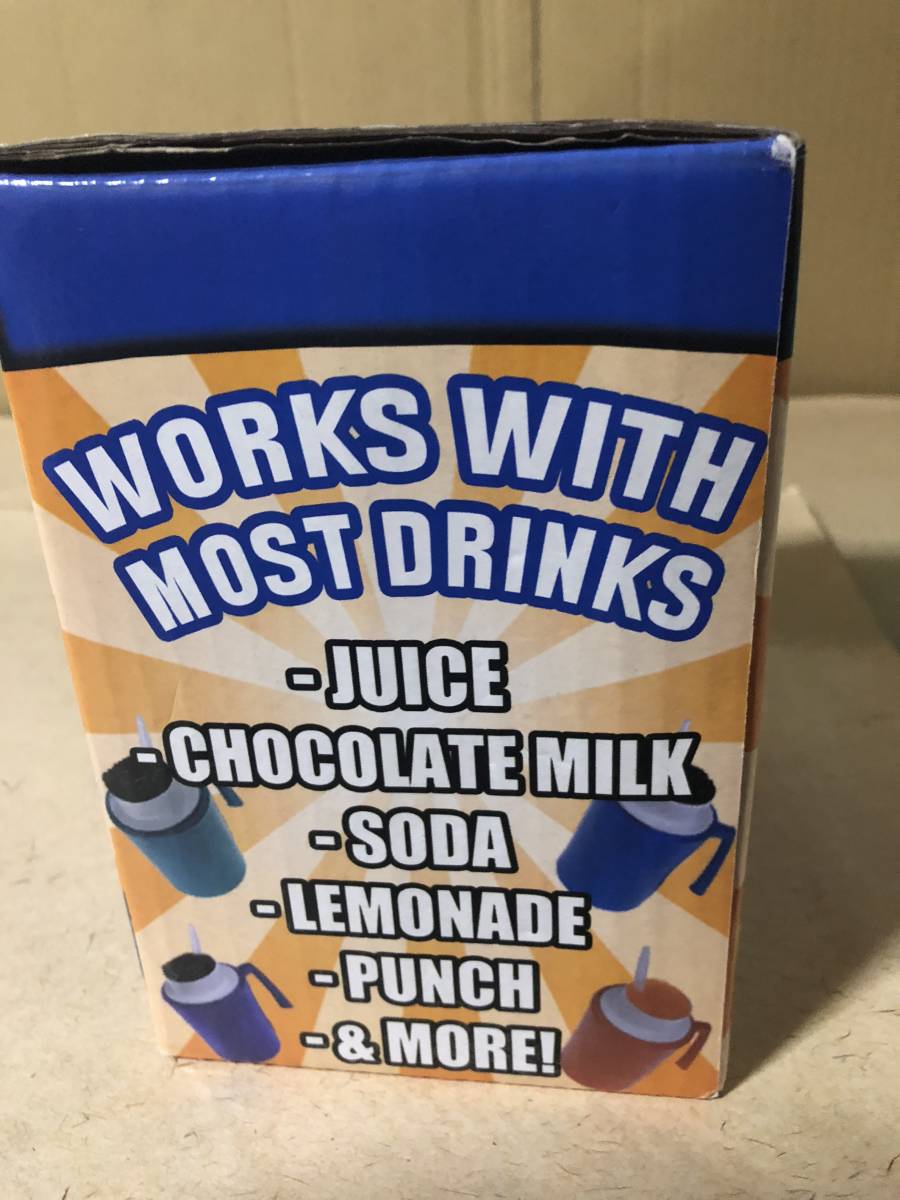 WORKS WITH
MOST DRINKS
- JUICE
- CHOCOLATE MILK
- SODA
- LEMONADE
- PUNCH
- & MORE!